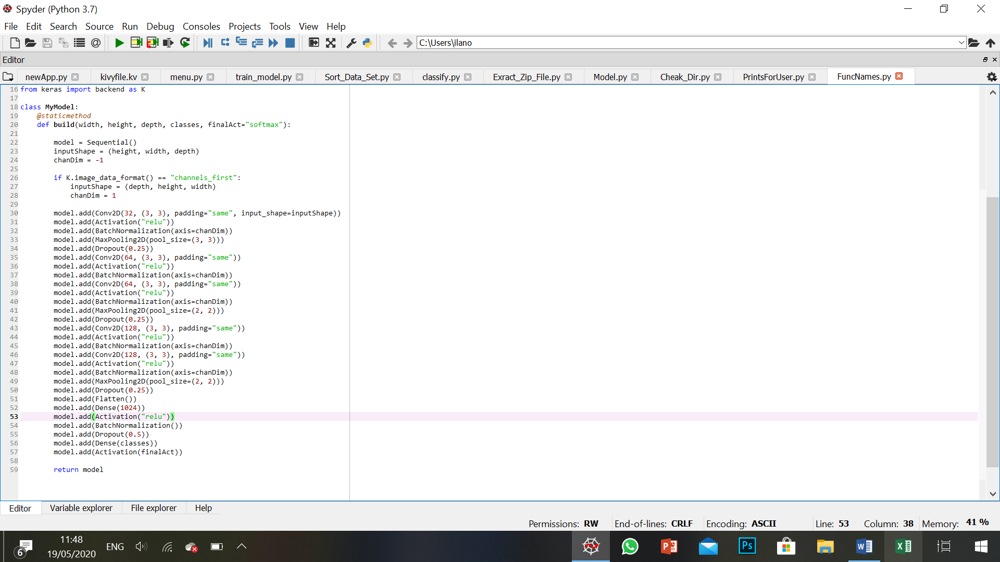 Spyder (Python 3.7)
File Edit Search Source Run Debug Consoles Projects Tools View Help
C:\Users\ilano
Editor
newApp.py kivyfile.kv menu.py train_model.py Sort_Data_Set.py classify.py Exract_Zip_File.py Model.py Cheak_Dir.py PrintsForUser.py FuncNames.py
16 from keras import backend as K
17
18 class MyModel:
19     @staticmethod
20     def build(width, height, depth, classes, finalAct="softmax"):
21
22         model = Sequential()
23         inputShape = (height, width, depth)
24         chanDim = -1
25
26         if K.image_data_format() == "channels_first":
27             inputShape = (depth, height, width)
28             chanDim = 1
29
30         model.add(Conv2D(32, (3, 3), padding="same", input_shape=inputShape))
31         model.add(Activation("relu"))
32         model.add(BatchNormalization(axis=chanDim))
33         model.add(MaxPooling2D(pool_size=(3, 3)))
34         model.add(Dropout(0.25))
35         model.add(Conv2D(64, (3, 3), padding="same"))
36         model.add(Activation("relu"))
37         model.add(BatchNormalization(axis=chanDim))
38         model.add(Conv2D(64, (3, 3), padding="same"))
39         model.add(Activation("relu"))
40         model.add(BatchNormalization(axis=chanDim))
41         model.add(MaxPooling2D(pool_size=(2, 2)))
42         model.add(Dropout(0.25))
43         model.add(Conv2D(128, (3, 3), padding="same"))
44         model.add(Activation("relu"))
45         model.add(BatchNormalization(axis=chanDim))
46         model.add(Conv2D(128, (3, 3), padding="same"))
47         model.add(Activation("relu"))
48         model.add(BatchNormalization(axis=chanDim))
49         model.add(MaxPooling2D(pool_size=(2, 2)))
50         model.add(Dropout(0.25))
51         model.add(Flatten())
52         model.add(Dense(1024))
53         model.add(Activation("relu"))
54         model.add(BatchNormalization())
55         model.add(Dropout(0.5))
56         model.add(Dense(classes))
57         model.add(Activation(finalAct))
58
59         return model
Editor Variable explorer File explorer Help
Permissions: RW End-of-lines: CRLF Encoding: ASCII Line: 53 Column: 38 Memory: 41 %
6 11:48 ENG Ps
19/05/2020